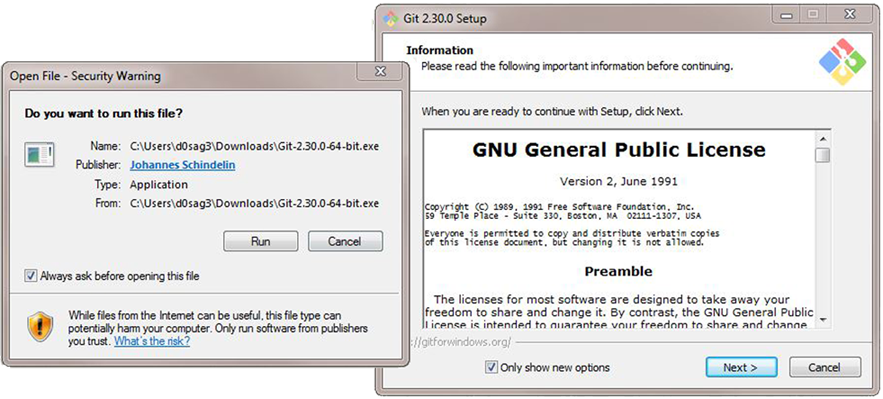 Open File - Security Warning
Do you want to run this file?
Name: C:\Users\d0sag3\Downloads\Git-2.30.0-64-bit.exe
Publisher: Johannes Schindelin
Type: Application
From: C:\Users\d0sag3\Downloads\Git-2.30.0-64-bit.exe
Run Cancel
Always ask before opening this file
While files from the Internet can be useful, this file type can
potentially harm your computer. Only run software from publishers
you trust. What's the risk?
Git 2.30.0 Setup
Information
Please read the following important information before continuing.
When you are ready to continue with Setup, click Next.
GNU General Public License
Version 2, June 1991
Copyright (C) 1989, 1991 Free Software Foundation, Inc.
59 Temple Place - Suite 330, Boston, MA 02111-1307, USA
Everyone is permitted to copy and distribute verbatim copies
of this license document, but changing it is not allowed.
Preamble
The licenses for most software are designed to take away your
freedom to share and change it. By contrast, the GNU General Public
License is intended to guarantee your freedom to share and change
://gitforwindows.org/
Only show new options
Next > Cancel